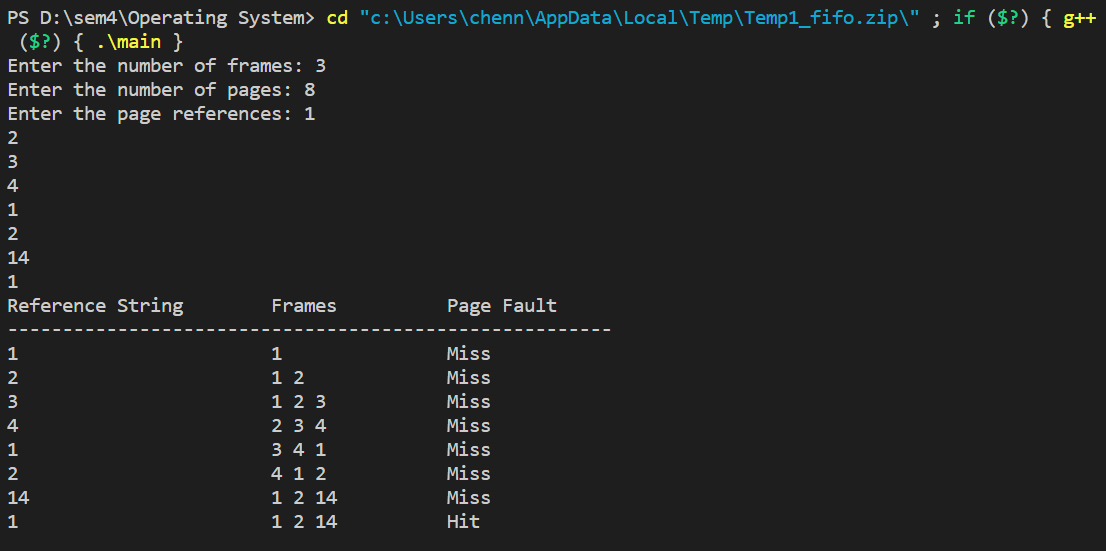 PS D:\sem4\Operating System> cd "c:\Users\chenn\AppData\Local\Temp\Temp1_fifo.zip\" ; if ($?) { g++
 ($?) { .\main }
Enter the number of frames: 3
Enter the number of pages: 8
Enter the page references: 1
2
3
4
1
2
14
1
Reference String        Frames          Page Fault
-------------------------------------------------------
1                       1               Miss
2                       1 2             Miss
3                       1 2 3           Miss
4                       2 3 4           Miss
1                       3 4 1           Miss
2                       4 1 2           Miss
14                      1 2 14          Miss
1                       1 2 14          Hit